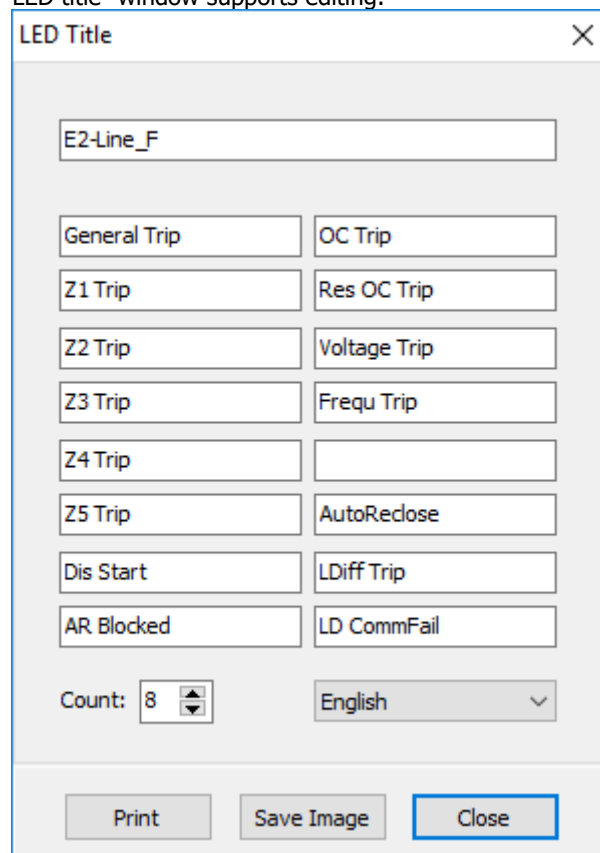 LED title" window supports editing.
LED Title
E2-Line_F
General Trip OC Trip
Z1 Trip Res OC Trip
Z2 Trip Voltage Trip
Z3 Trip Frequ Trip
Z4 Trip
Z5 Trip AutoReclose
Dis Start LDiff Trip
AR Blocked LD CommFail
Count: 8 English
Print Save Image Close